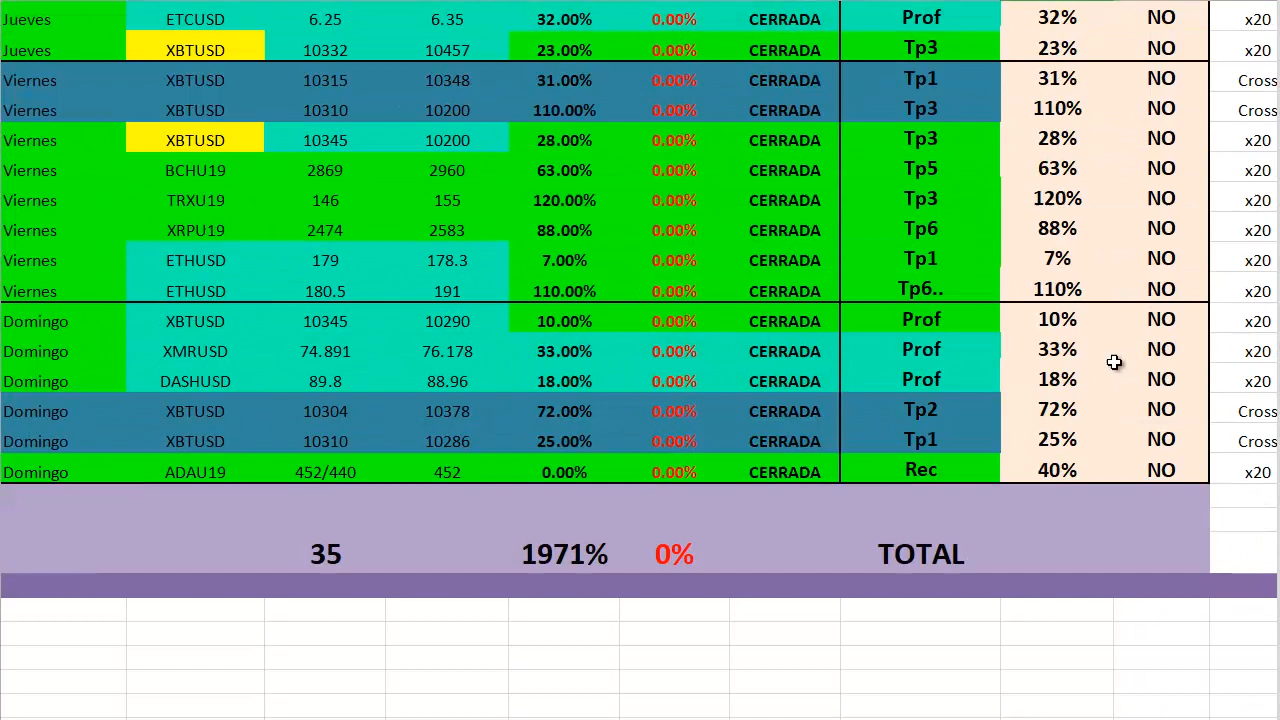 Jueves ETCUSD 6.25 6.35 32.00% 0.00% CERRADA Prof 32% NO x20
Jueves XBTUSD 10332 10457 23.00% 0.00% CERRADA Tp3 23% NO x20
Viernes XBTUSD 10315 10348 31.00% 0.00% CERRADA Tp1 31% NO Cross
Viernes XBTUSD 10310 10200 110.00% 0.00% CERRADA Tp3 110% NO Cross
Viernes XBTUSD 10345 10200 28.00% 0.00% CERRADA Tp3 28% NO x20
Viernes BCHU19 2869 2960 63.00% 0.00% CERRADA Tp5 63% NO x20
Viernes TRXU19 146 155 120.00% 0.00% CERRADA Tp3 120% NO x20
Viernes XRPU19 2474 2583 88.00% 0.00% CERRADA Tp6 88% NO x20
Viernes ETHUSD 179 178.3 7.00% 0.00% CERRADA Tp1 7% NO x20
Viernes ETHUSD 180.5 191 110.00% 0.00% CERRADA Tp6.. 110% NO x20
Domingo XBTUSD 10345 10290 10.00% 0.00% CERRADA Prof 10% NO x20
Domingo XMRUSD 74.891 76.178 33.00% 0.00% CERRADA Prof 33% NO x20
Domingo DASHUSD 89.8 88.96 18.00% 0.00% CERRADA Prof 18% NO x20
Domingo XBTUSD 10304 10378 72.00% 0.00% CERRADA Tp2 72% NO Cross
Domingo XBTUSD 10310 10286 25.00% 0.00% CERRADA Tp1 25% NO Cross
Domingo ADAU19 452/440 452 0.00% 0.00% CERRADA Rec 40% NO x20
35 1971% 0% TOTAL